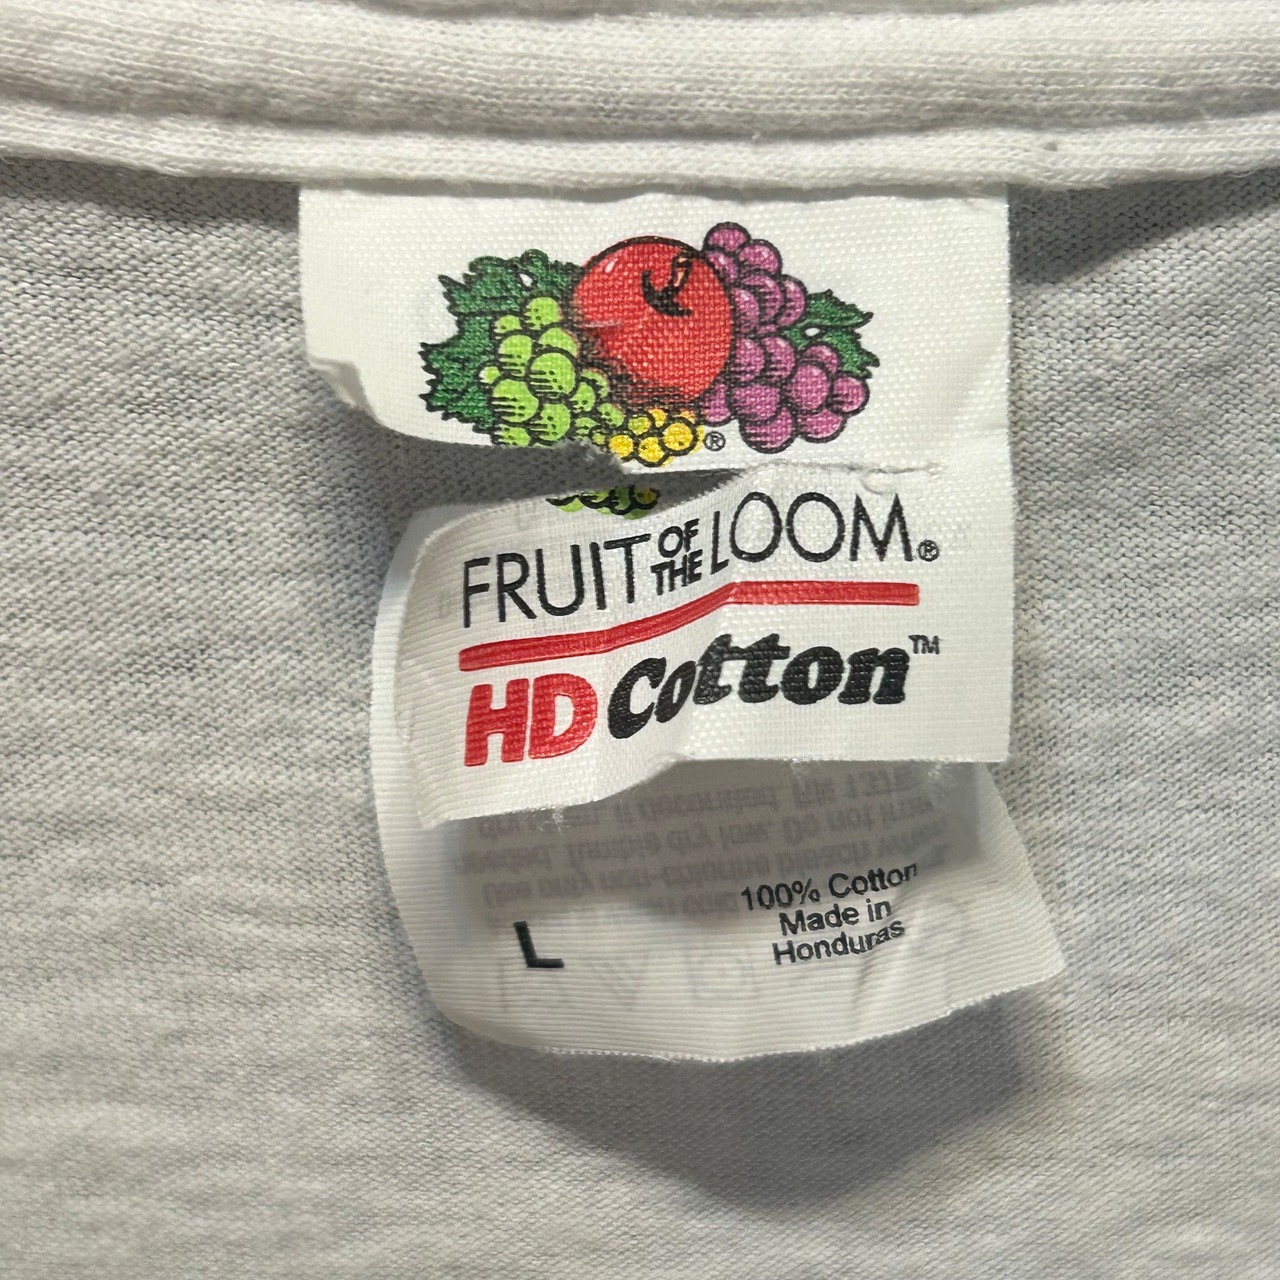 ®
FRUIT OF THE LOOM®
HD Cotton™
100% Cotton
Made in
Honduras
L